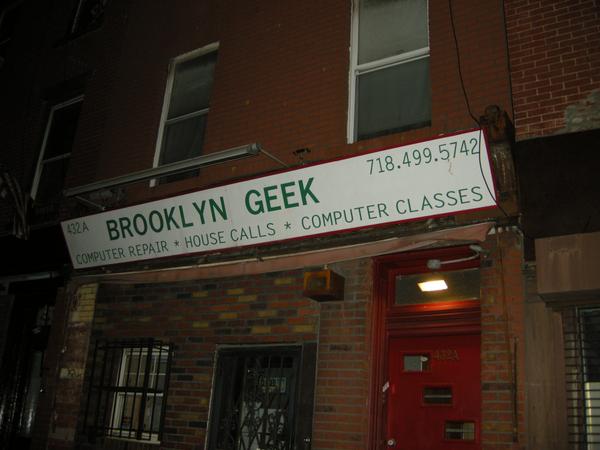 432A BROOKLYN GEEK 718.499.5742
COMPUTER REPAIR * HOUSE CALLS * COMPUTER CLASSES
432A